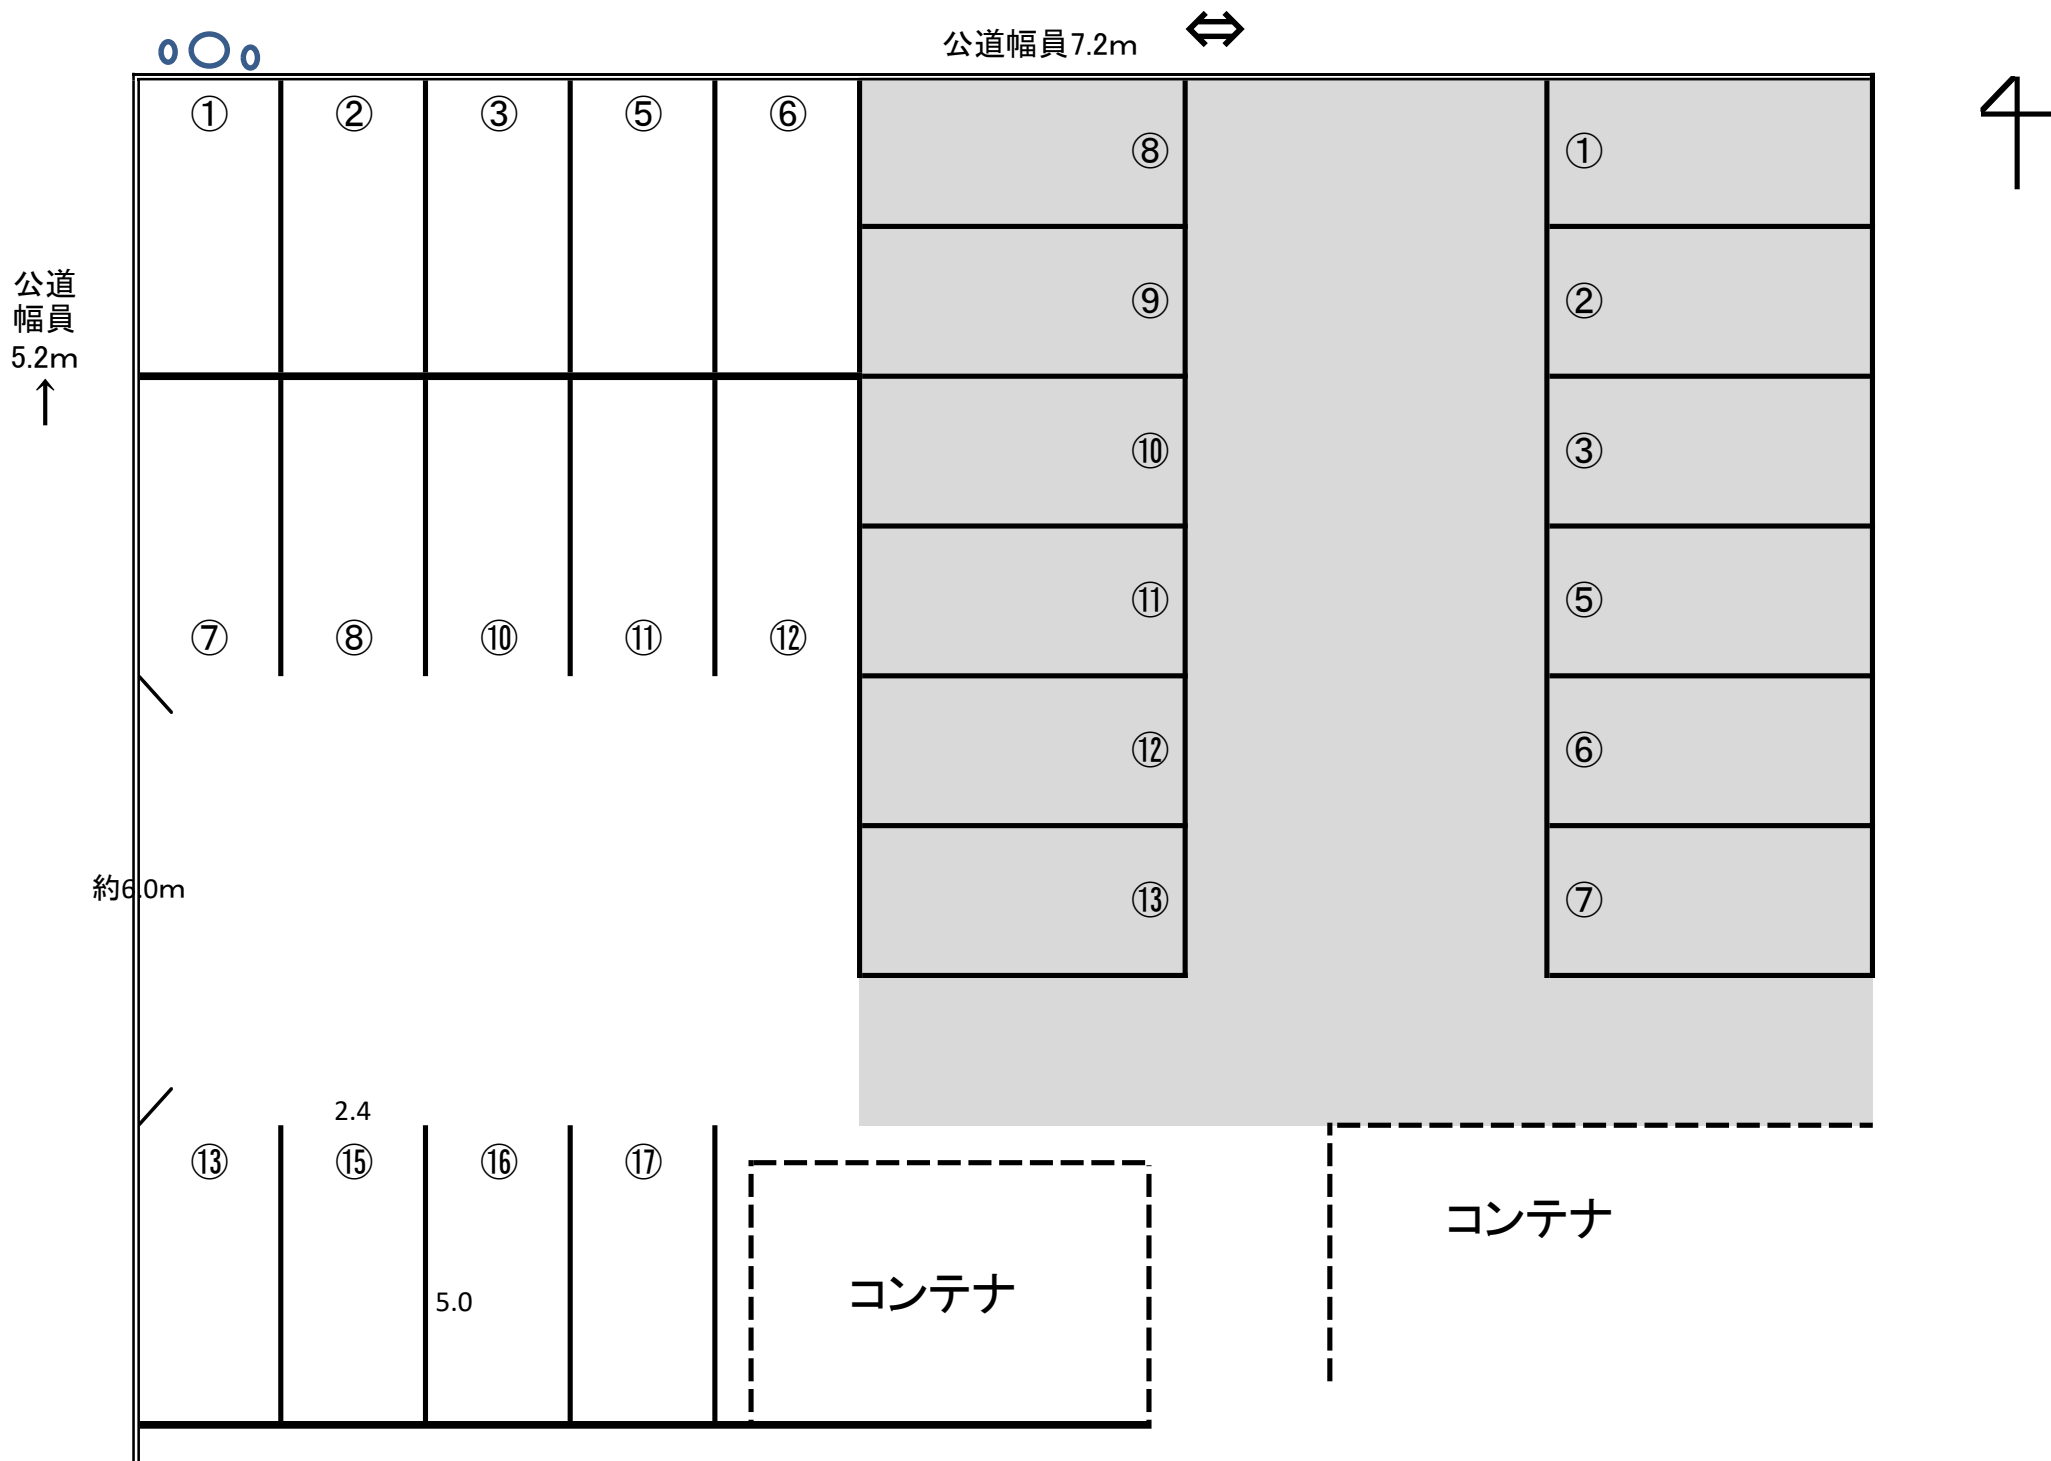 公道幅員7.2m
① ② ③ ⑤ ⑥
⑧ ①
公道
幅員
5.2m
⑨ ②
⑩ ③
⑪ ⑤
⑦ ⑧ ⑩ ⑪ ⑫
⑫ ⑥
約6.0m
⑬ ⑦
2.4
⑬ ⑮ ⑯ ⑰
コンテナ
コンテナ
5.0